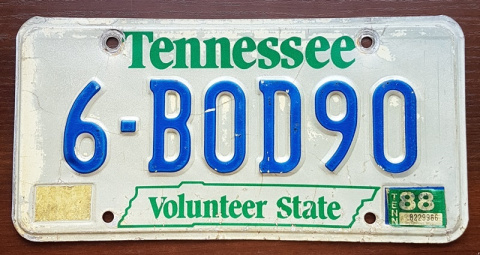 Tennessee
6-BOD90
Volunteer State
TENN
88